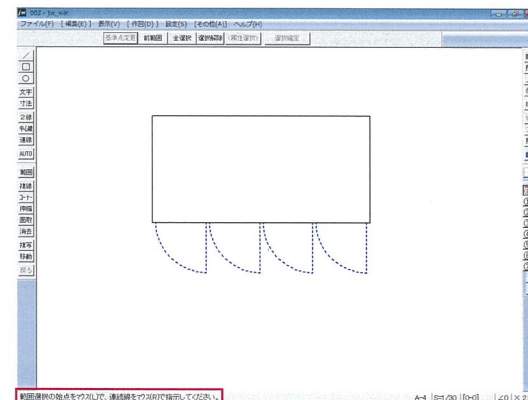 002 - jw_win
ファイル(F) [編集(E)] 表示(V) [作図(D)] 設定(S) [その他(A)] ヘルプ(H)
基準点変更 前範囲 全選択 選択解除 <属性選択> 選択確定
文字
寸法
2線
中心線
連線
AUTO
範囲
複線
コーナー
伸縮
面取
消去
複写
移動
戻る
範囲選択の始点をマウス(L)で、連続線をマウス(R)で指示してください。 A-4 S=1/30 [0-0] ∠0